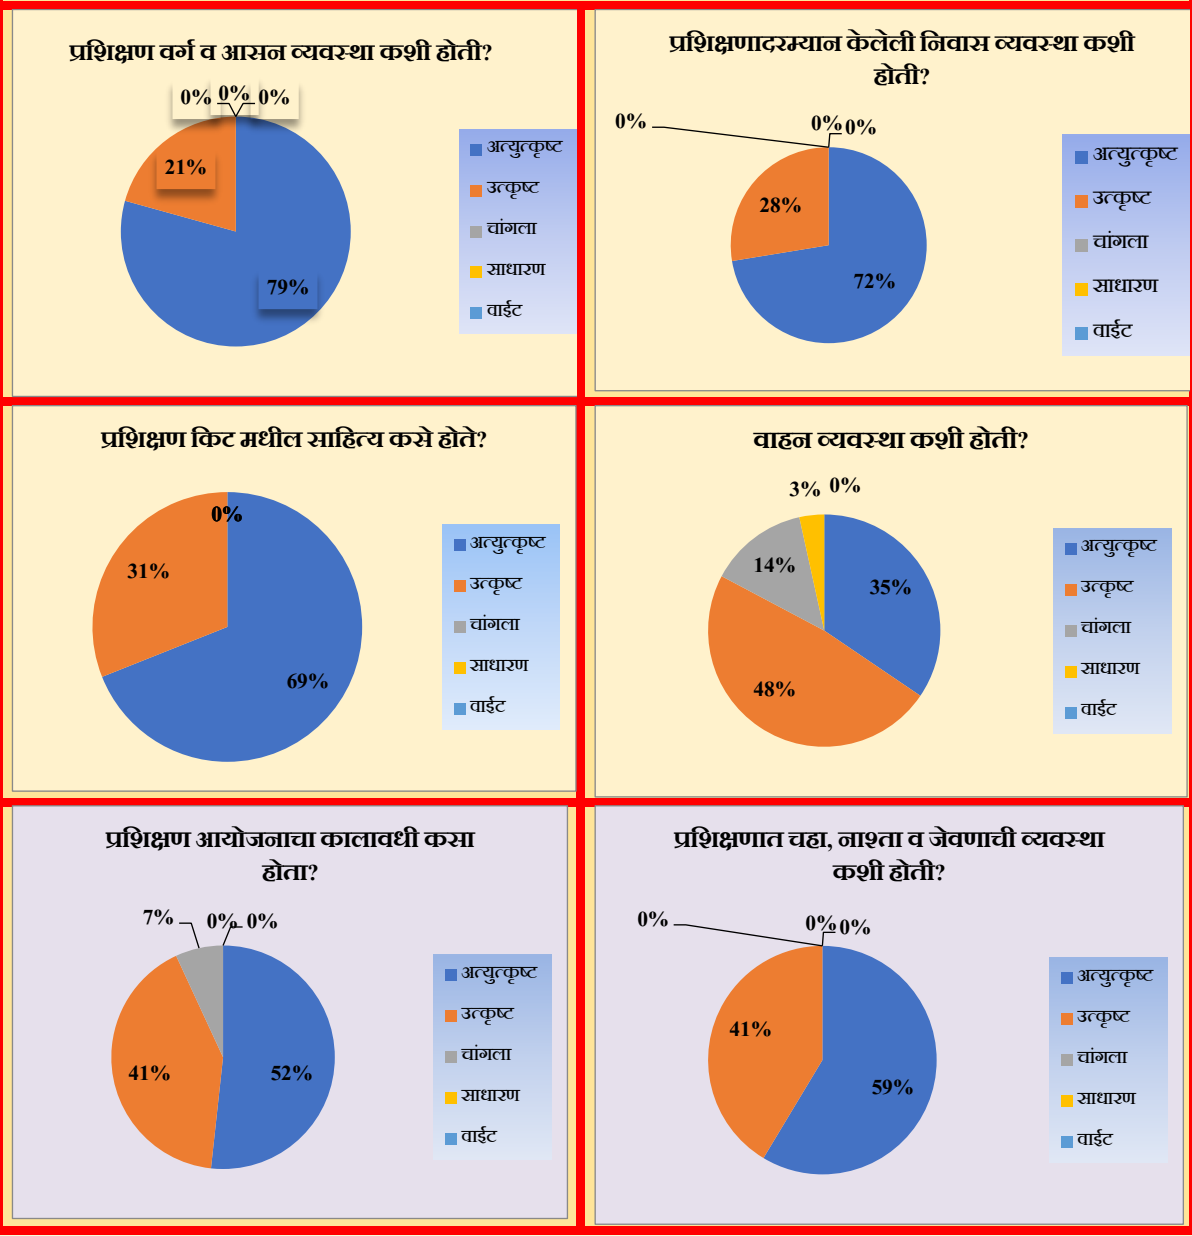 प्रशिक्षण वर्ग व आसन व्यवस्था कशी होती?
0% 0% 0%
21%
79%
अत्युत्कृष्ट
उत्कृष्ट
चांगला
साधारण
वाईट
प्रशिक्षणादरम्यान केलेली निवास व्यवस्था कशी
होती?
0% 0% 0%
28%
72%
अत्युत्कृष्ट
उत्कृष्ट
चांगला
साधारण
वाईट
प्रशिक्षण किट मधील साहित्य कसे होते?
0%
31%
69%
अत्युत्कृष्ट
उत्कृष्ट
चांगला
साधारण
वाईट
वाहन व्यवस्था कशी होती?
3% 0%
14%
35%
48%
अत्युत्कृष्ट
उत्कृष्ट
चांगला
साधारण
वाईट
प्रशिक्षण आयोजनाचा कालावधी कसा
होता?
7% 0% 0%
41%
52%
अत्युत्कृष्ट
उत्कृष्ट
चांगला
साधारण
वाईट
प्रशिक्षणात चहा, नाश्ता व जेवणाची व्यवस्था
कशी होती?
0% 0% 0%
41%
59%
अत्युत्कृष्ट
उत्कृष्ट
चांगला
साधारण
वाईट